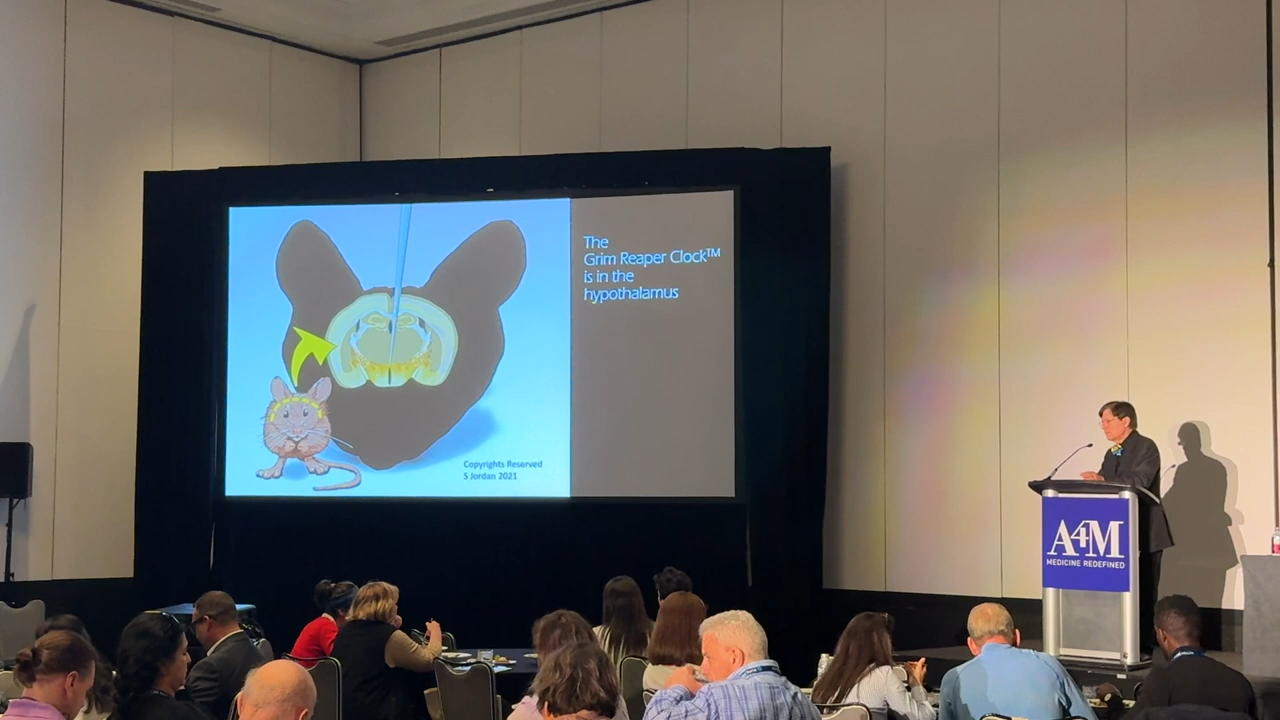 The
Grim Reaper Clock™
is in the
hypothalamus
Copyrights Reserved
S Jordan 2021
A4M
MEDICINE REDEFINED